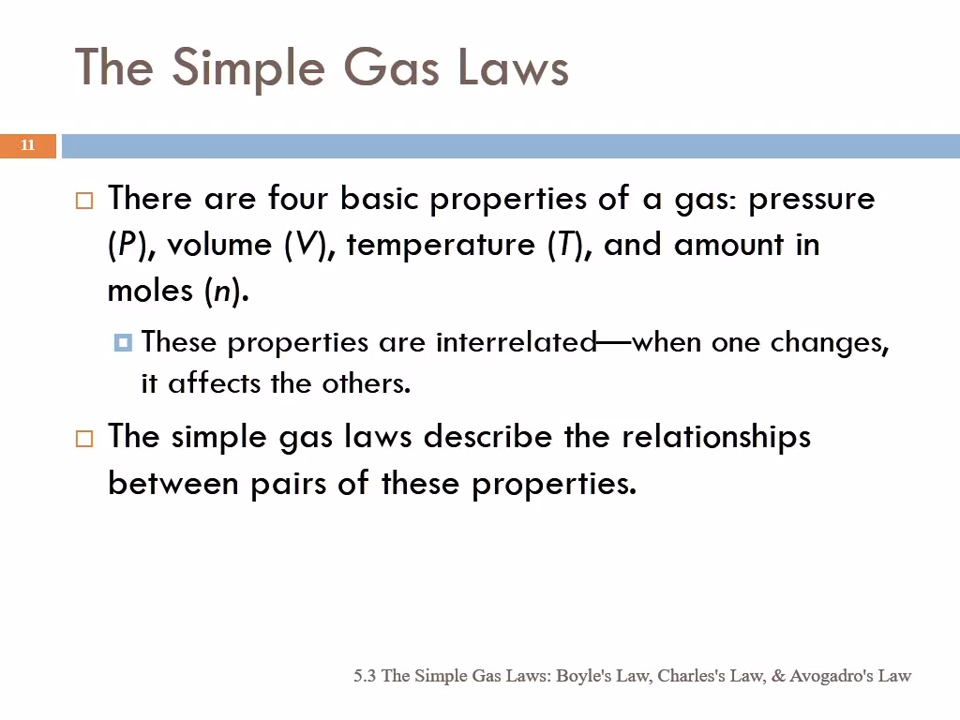 The Simple Gas Laws
11
There are four basic properties of a gas: pressure
(P), volume (V), temperature (T), and amount in
moles (n).
These properties are interrelated—when one changes,
it affects the others.
The simple gas laws describe the relationships
between pairs of these properties.
5.3 The Simple Gas Laws: Boyle's Law, Charles's Law, & Avogadro's Law